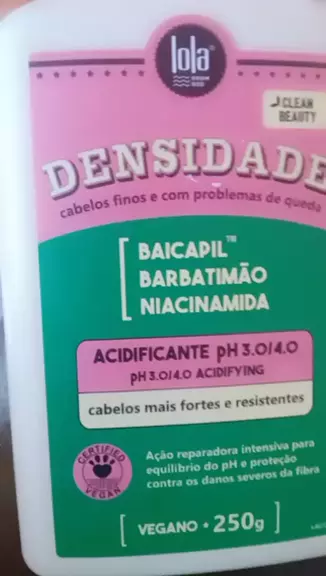 lola
CLEAN
BEAUTY
DENSIDADE
cabelos finos e com problemas de queda
BAICAPIL™
BARBATIMÃO
NIACINAMIDA
ACIDIFICANTE pH 3.0/4.0
pH 3.0/4.0 ACIDIFYING
cabelos mais fortes e resistentes
CERTIFIED
VEGAN
Ação reparadora intensiva para
equilíbrio do pH e proteção
contra os danos severos da fibra
VEGANO • 250g